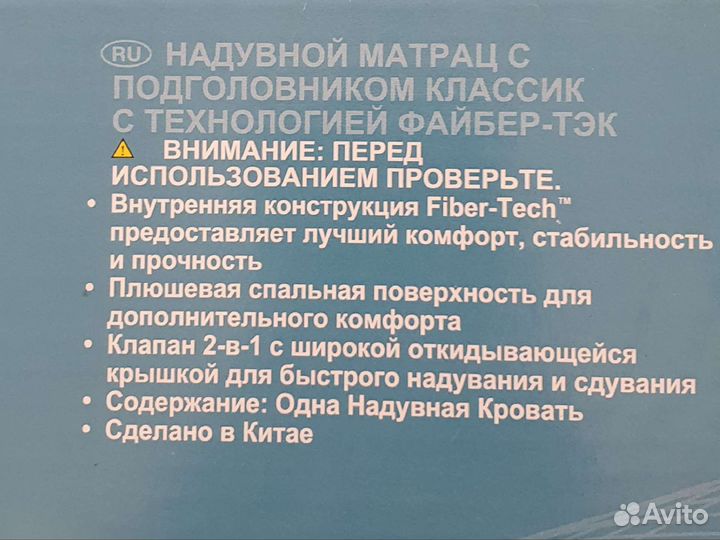 RU НАДУВНОЙ МАТРАЦ С
ПОДГОЛОВНИКОМ КЛАССИК
С ТЕХНОЛОГИЕЙ ФАЙБЕР-ТЭК
ВНИМАНИЕ: ПЕРЕД
ИСПОЛЬЗОВАНИЕМ ПРОВЕРЬТЕ.
• Внутренняя конструкция Fiber-Tech™
предоставляет лучший комфорт, стабильность
и прочность
• Плюшевая спальная поверхность для
дополнительного комфорта
• Клапан 2-в-1 с широкой откидывающейся
крышкой для быстрого надувания и сдувания
• Содержание: Одна Надувная Кровать
• Сделано в Китае
Avito